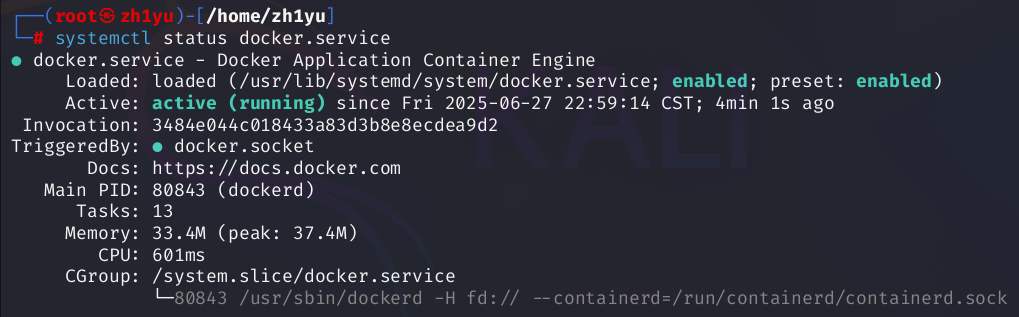 ┌──(root㉿zh1yu)-[/home/zh1yu]
└─# systemctl status docker.service
● docker.service - Docker Application Container Engine
     Loaded: loaded (/usr/lib/systemd/system/docker.service; enabled; preset: enabled)
     Active: active (running) since Fri 2025-06-27 22:59:14 CST; 4min 1s ago
 Invocation: 3484e044c018433a83d3b8e8ecdea9d2
TriggeredBy: ● docker.socket
       Docs: https://docs.docker.com
   Main PID: 80843 (dockerd)
      Tasks: 13
     Memory: 33.4M (peak: 37.4M)
        CPU: 601ms
     CGroup: /system.slice/docker.service
             └─80843 /usr/sbin/dockerd -H fd:// --containerd=/run/containerd/containerd.sock
KALI